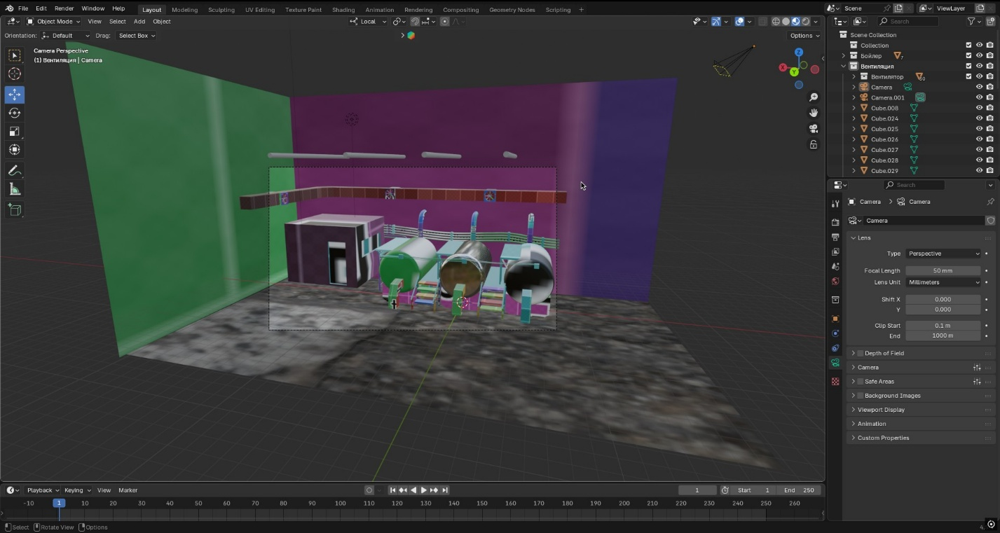 File Edit Render Window Help Layout Modeling Sculpting UV Editing Texture Paint Shading Animation Rendering Compositing Geometry Nodes Scripting + Scene ViewLayer
Object Mode View Select Add Object Local Search
Orientation: Default Drag: Select Box Options
Scene Collection
Collection
Бойлер 7
Вентиляция
Вентилятор
Camera
Camera.001
Cube.008
Cube.024
Cube.025
Cube.026
Cube.027
Cube.028
Cube.029
Camera Perspective
(1) Вентиляция | Camera
Z
X
Y
Search
Camera > Camera
Camera
Lens
Type Perspective
Focal Length 50 mm
Lens Unit Millimeters
Shift X 0.000
Y 0.000
Clip Start 0.1 m
End 1000 m
Depth of Field
Camera
Safe Areas
Background Images
Viewport Display
Animation
Custom Properties
Playback Keying View Marker 1 Start 1 End 250
-10 1 10 20 30 40 50 60 70 80 90 100 110 120 130 140 150 160 170 180 190 200 210 220 230 240 250 260
Select Rotate View Options